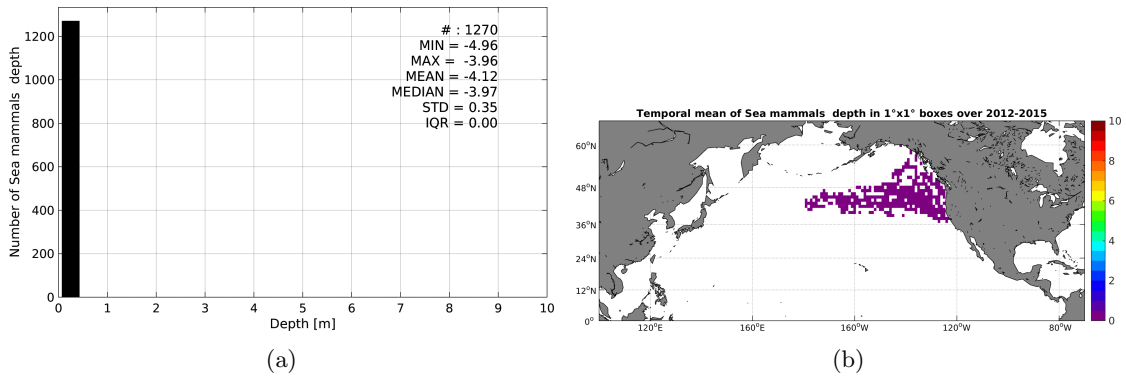 Number of Sea mammals  depth
1200
1000
800
600
400
200
0
# : 1270
MIN = -4.96
MAX =  -3.96
MEAN = -4.12
MEDIAN = -3.97
STD = 0.35
IQR = 0.00
0 1 2 3 4 5 6 7 8 9 10
Depth [m]
(a)
Temporal mean of Sea mammals  depth in 1°x1° boxes over 2012-2015
60°N
48°N
36°N
24°N
12°N
0°
120°E 160°E 160°W 120°W 80°W
10
8
6
4
2
0
(b)